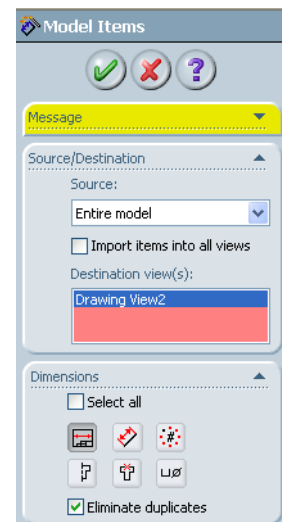 Model Items
?
Message
Source/Destination
Source:
Entire model
Import items into all views
Destination view(s):
Drawing View2
Dimensions
Select all
#
Eliminate duplicates